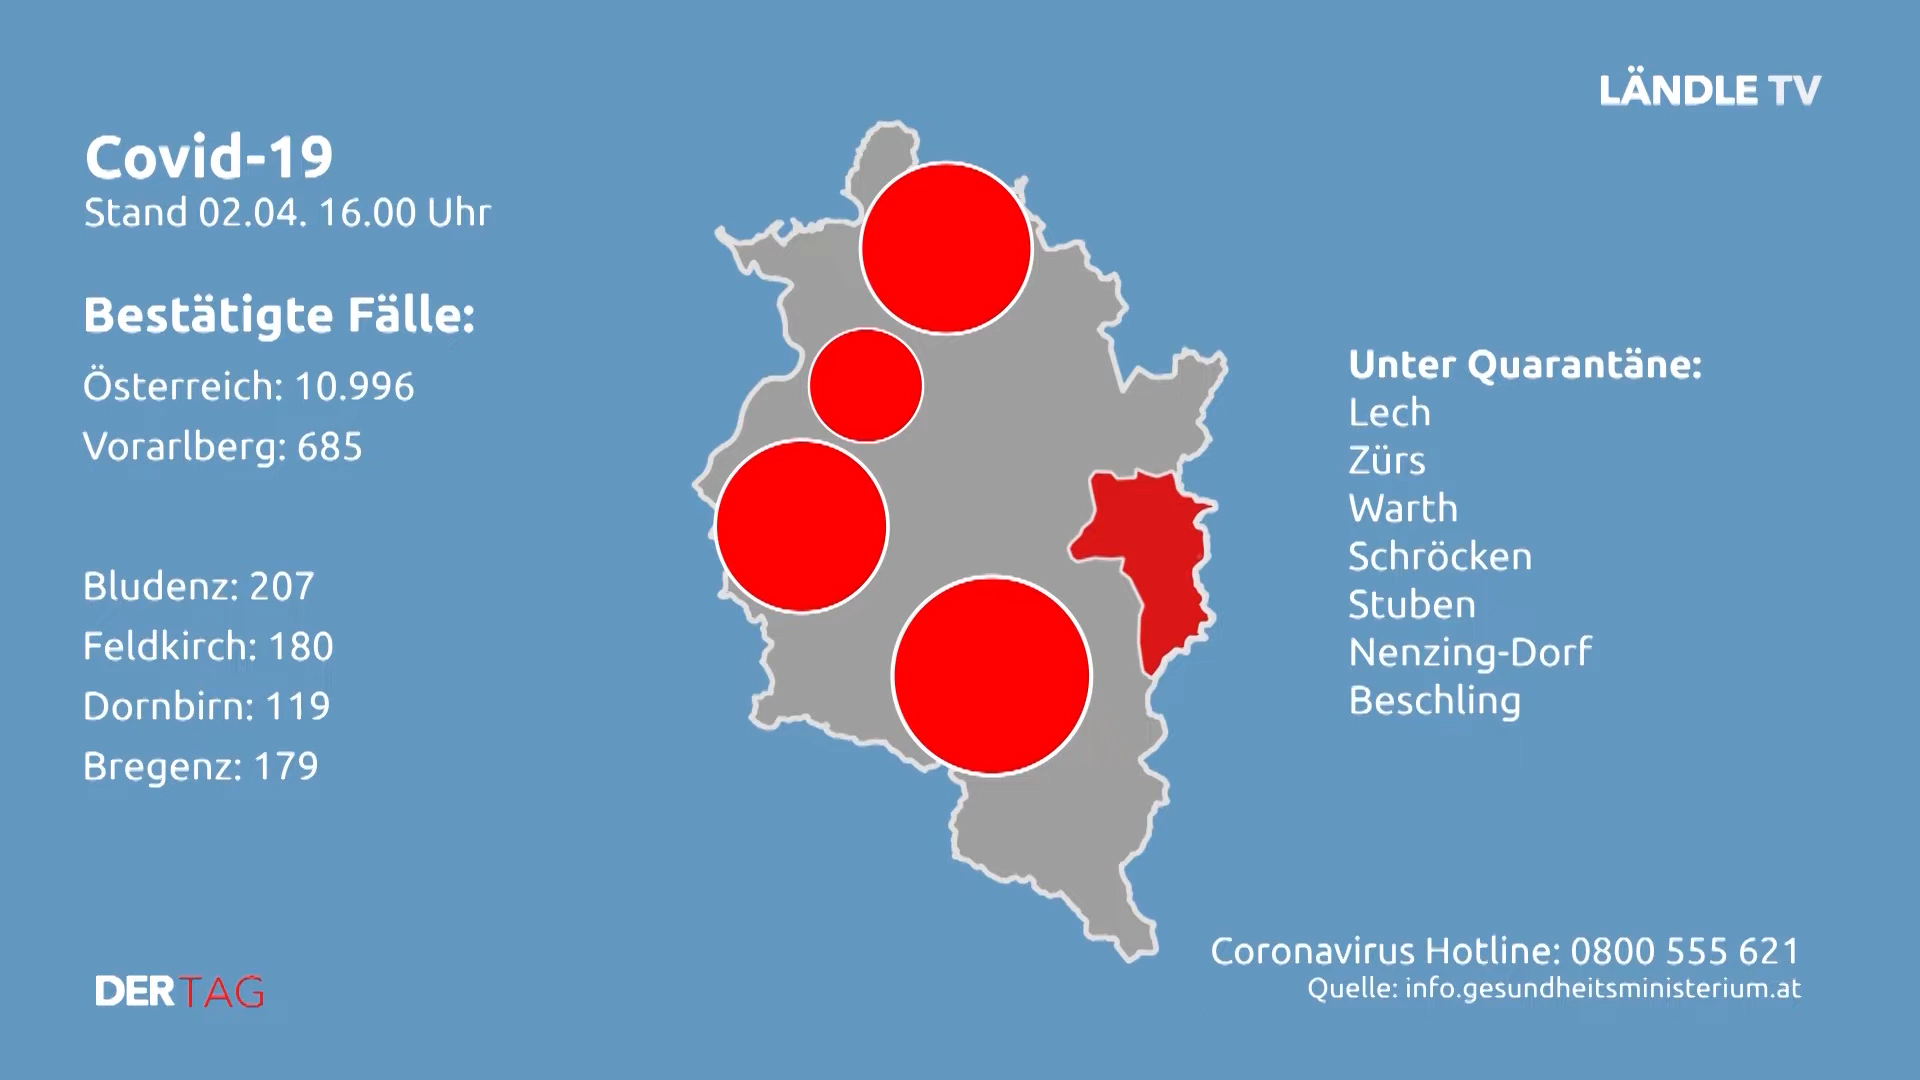 LÄNDLE TV
Covid-19
Stand 02.04. 16.00 Uhr
Bestätigte Fälle:
Österreich: 10.996
Vorarlberg: 685
Bludenz: 207
Feldkirch: 180
Dornbirn: 119
Bregenz: 179
Unter Quarantäne:
Lech
Zürs
Warth
Schröcken
Stuben
Nenzing-Dorf
Beschling
Coronavirus Hotline: 0800 555 621
Quelle: info.gesundheitsministerium.at
DERTAG